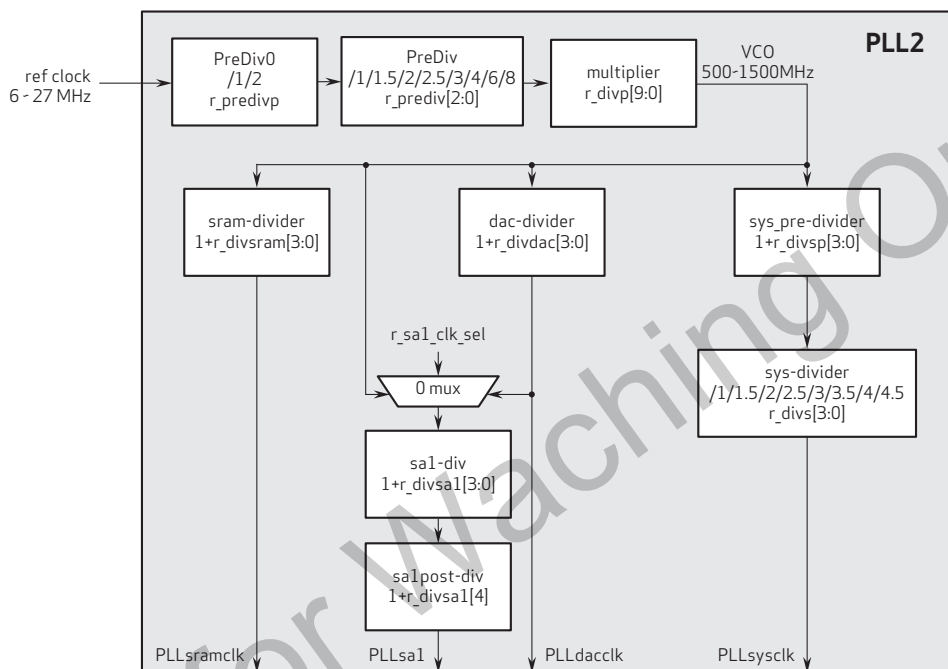 PLL2
ref clock
6 - 27 MHz
PreDiv0
/1/2
r_predivp
PreDiv
/1/1.5/2/2.5/3/4/6/8
r_prediv[2:0]
multiplier
r_divp[9:0]
VCO
500-1500MHz
sram-divider
1+r_divsram[3:0]
dac-divider
1+r_divdac[3:0]
sys_pre-divider
1+r_divsp[3:0]
r_sa1_clk_sel
0 mux
sys-divider
/1/1.5/2/2.5/3/3.5/4/4.5
r_divs[3:0]
sa1-div
1+r_divsa1[3:0]
sa1post-div
1+r_divsa1[4]
PLLsramclk
PLLsa1
PLLdacclk
PLLsysclk
for Waching On